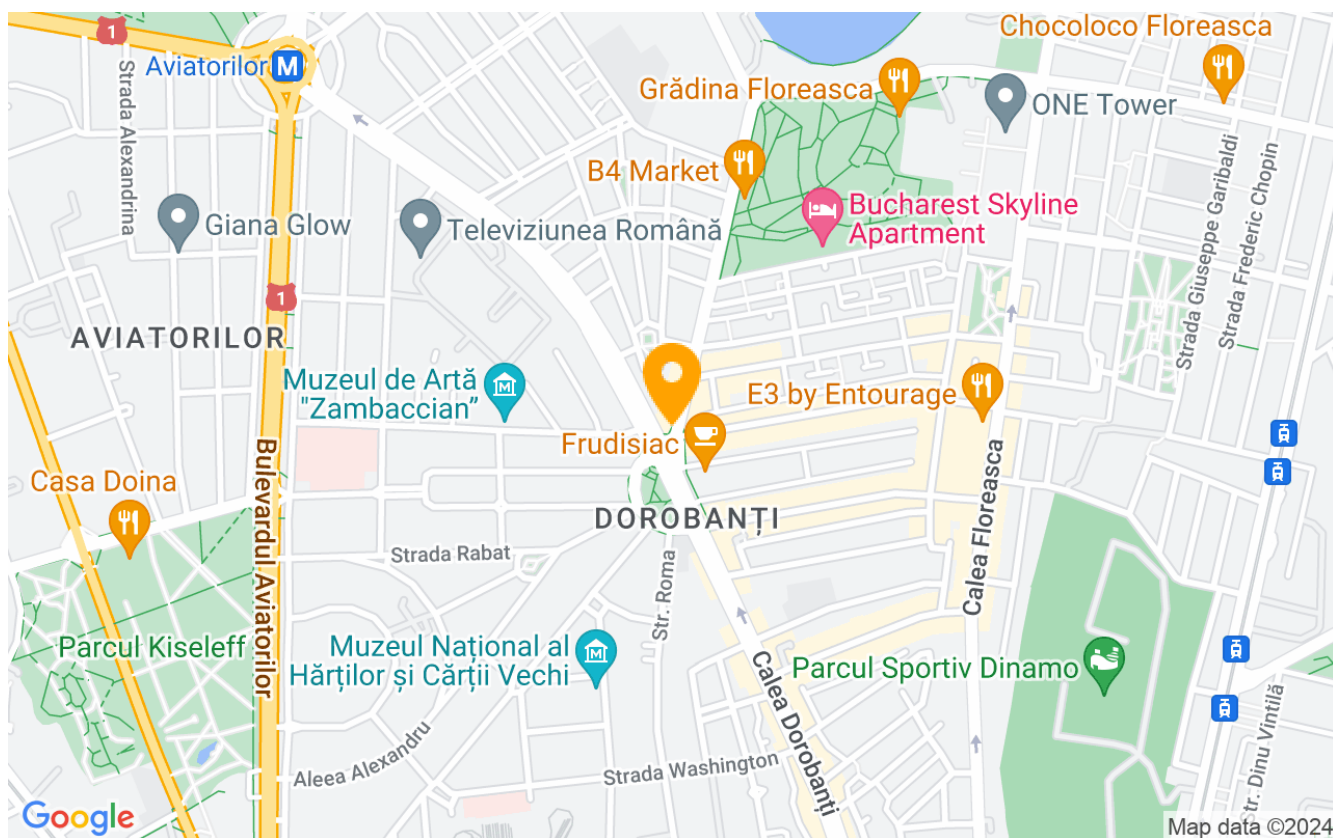 1
Chocoloco Floreasca
Aviatorilor
M
Grădina Floreasca
ONE Tower
Strada Alexandrina
B4 Market
Strada Giuseppe Garibaldi
Strada Frederic Chopin
Bucharest Skyline
Apartment
Giana Glow
Televiziunea Română
1
AVIATORILOR
Muzeul de Artă
"Zambaccian”
M
E3 by Entourage
Frudisiac
Bulevardul Aviatorilor
Casa Doina
Calea Floreasca
DOROBANȚI
Strada Rabat
Str. Roma
Parcul Kiseleff
Muzeul Național al
Hărților și Cărții Vechi
M
Parcul Sportiv Dinamo
Calea Dorobanți
Str. Dinu Vintilă
Aleea Alexandru
Strada Washington
Google
Map data ©2024